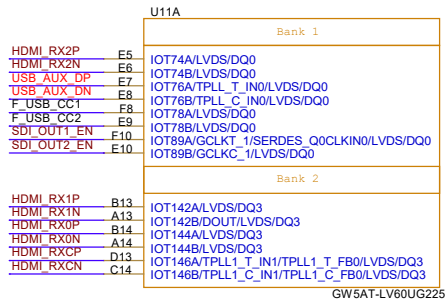 U11A
Bank 1
HDMI_RX2P E5 IOT74A/LVDS/DQ0
HDMI_RX2N E6 IOT74B/LVDS/DQ0
USB_AUX_DP E7 IOT76A/TPLL_T_IN0/LVDS/DQ0
USB_AUX_DN E8 IOT76B/TPLL_C_IN0/LVDS/DQ0
F_USB_CC1 F8 IOT78A/LVDS/DQ0
F_USB_CC2 E9 IOT78B/LVDS/DQ0
SDI_OUT1_EN F10 IOT89A/GCLKT_1/SERDES_Q0CLKIN0/LVDS/DQ0
SDI_OUT2_EN E10 IOT89B/GCLKC_1/LVDS/DQ0
Bank 2
HDMI_RX1P B13 IOT142A/LVDS/DQ3
HDMI_RX1N A13 IOT142B/DOUT/LVDS/DQ3
HDMI_RX0P B14 IOT144A/LVDS/DQ3
HDMI_RX0N A14 IOT144B/LVDS/DQ3
HDMI_RXCP D13 IOT146A/TPLL1_T_IN1/TPLL1_T_FB0/LVDS/DQ3
HDMI_RXCN C14 IOT146B/TPLL1_C_IN1/TPLL1_C_FB0/LVDS/DQ3
GW5AT-LV60UG225